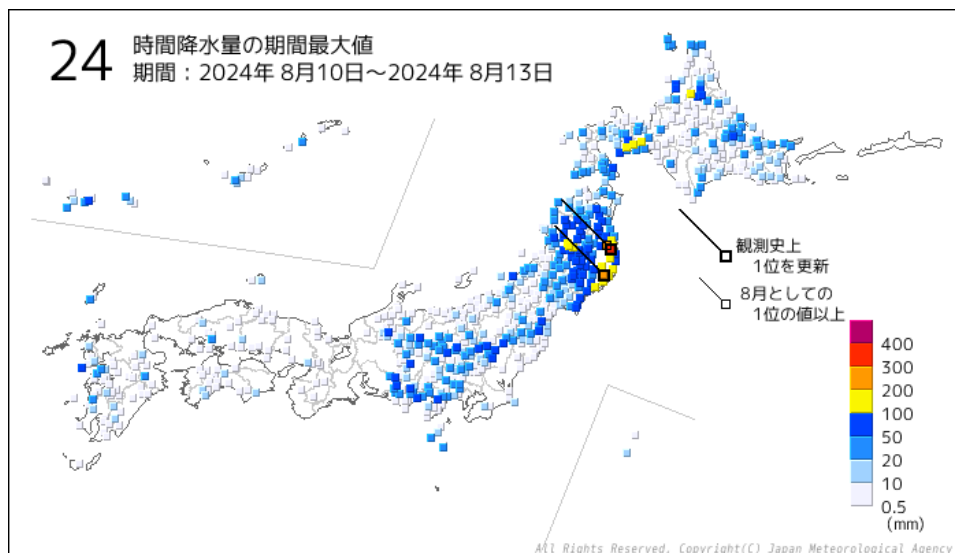 24
時間降水量の期間最大値
期間：2024年 8月10日～2024年 8月13日
観測史上
1位を更新
8月としての
1位の値以上
400
300
200
100
50
20
10
0.5
(mm)
All Rights Reserved, Copyright(C) Japan Meteorological Agency